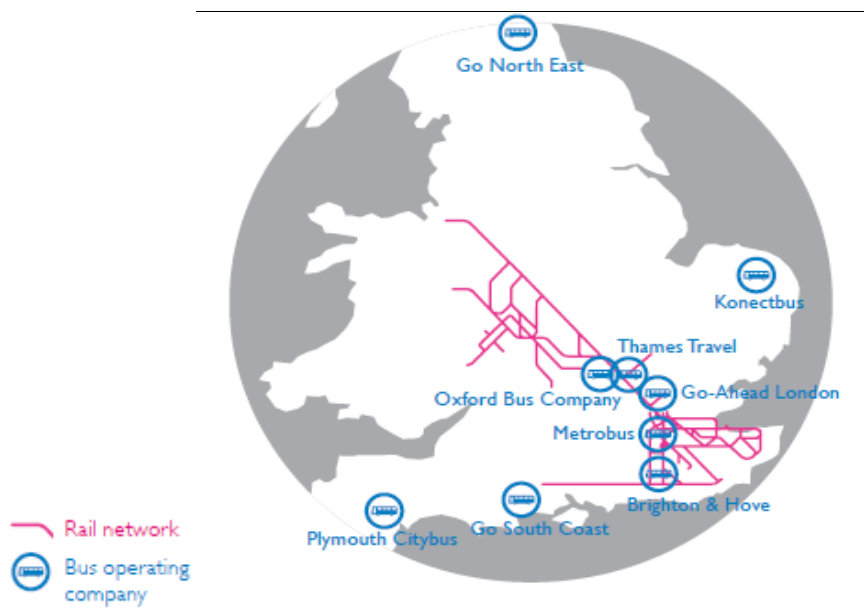 Go North East
Konectbus
Thames Travel
Oxford Bus Company
Go-Ahead London
Metrobus
Brighton & Hove
Go South Coast
Plymouth Citybus
Rail network
Bus operating
company